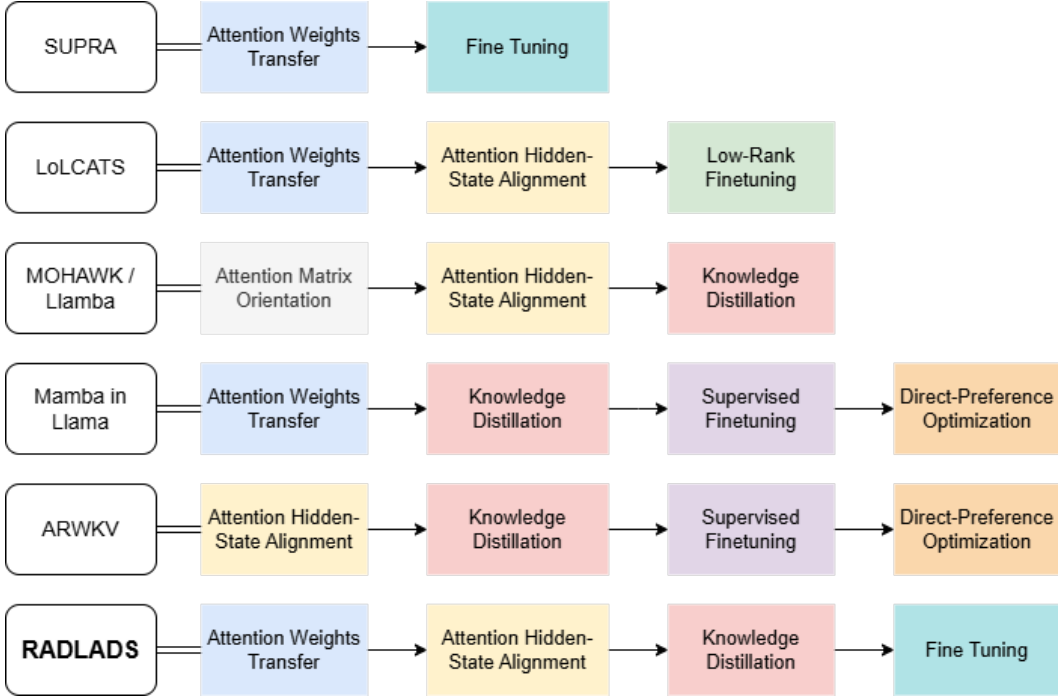 SUPRA
Attention Weights
Transfer
Fine Tuning
LoLCATS
Attention Weights
Transfer
Attention Hidden-
State Alignment
Low-Rank
Finetuning
MOHAWK /
Llamba
Attention Matrix
Orientation
Attention Hidden-
State Alignment
Knowledge
Distillation
Mamba in
Llama
Attention Weights
Transfer
Knowledge
Distillation
Supervised
Finetuning
Direct-Preference
Optimization
ARWKV
Attention Hidden-
State Alignment
Knowledge
Distillation
Supervised
Finetuning
Direct-Preference
Optimization
RADLADS
Attention Weights
Transfer
Attention Hidden-
State Alignment
Knowledge
Distillation
Fine Tuning